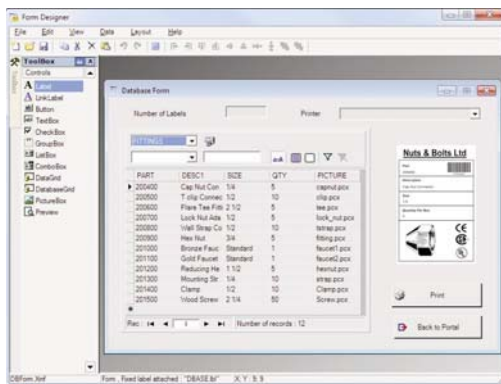 Form Designer
File Edit View Data Layout Help
ToolBox
Controls
Label
LinkLabel
Button
TextBox
CheckBox
GroupBox
ListBox
ComboBox
DataGrid
DatabaseGrid
PictureBox
Preview
Database Form
Number of Labels
Printer
FITTINGS
PART DESC1 SIZE QTY PICTURE
200400 Cap Nut Con 1/4 5 capnut.pcx
200500 T clip Connec 1/2 10 clip.pcx
200600 Flare Tee Fitti 2 1/2 5 tee.pcx
200700 Lock Nut Ada 1/2 5 lock_nut.pcx
200800 Wall Strap Co 1/2 10 tstrap.pcx
200900 Hex Nut 3/4 5 fitting.pcx
201000 Bronze Fauc Standard 1 faucet1.pcx
201100 Gold Faucet Standard 1 faucet2.pcx
201200 Reducing He 1 1/2 5 hexnut.pcx
201300 Mounting Str 1/4 10 strap.pcx
201400 Clamp 1/2 10 Clamp.pcx
201500 Wood Screw 2 1/4 50 Screw.pcx
Rec: 1 Number of records : 12
Nuts & Bolts Ltd
Print
Back to Portal
DBForm.Xmf Form , Fixed label attached : "DBASE.lbl" X, Y : 9; 9